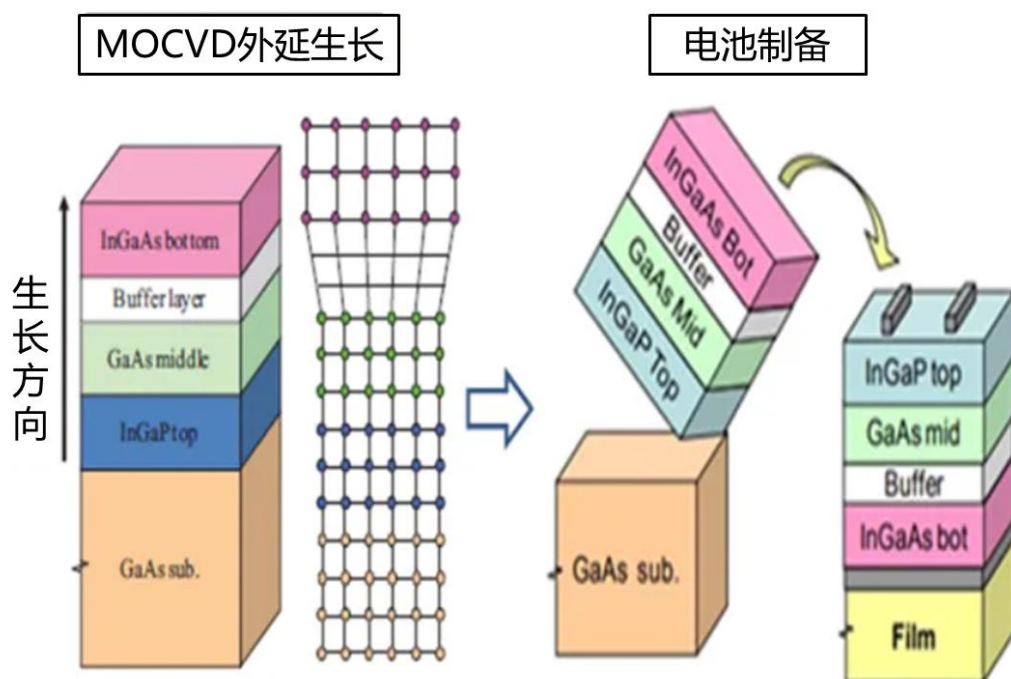 MOCVD外延生长
电池制备
生长方向
InGaAs bottom
Buffer layer
GaAs middle
InGaP top
GaAs sub.
InGaAs Bot
Buffer
GaAs Mid
InGaP Top
GaAs sub.
InGaP top
GaAs mid
Buffer
InGaAs bot
Film